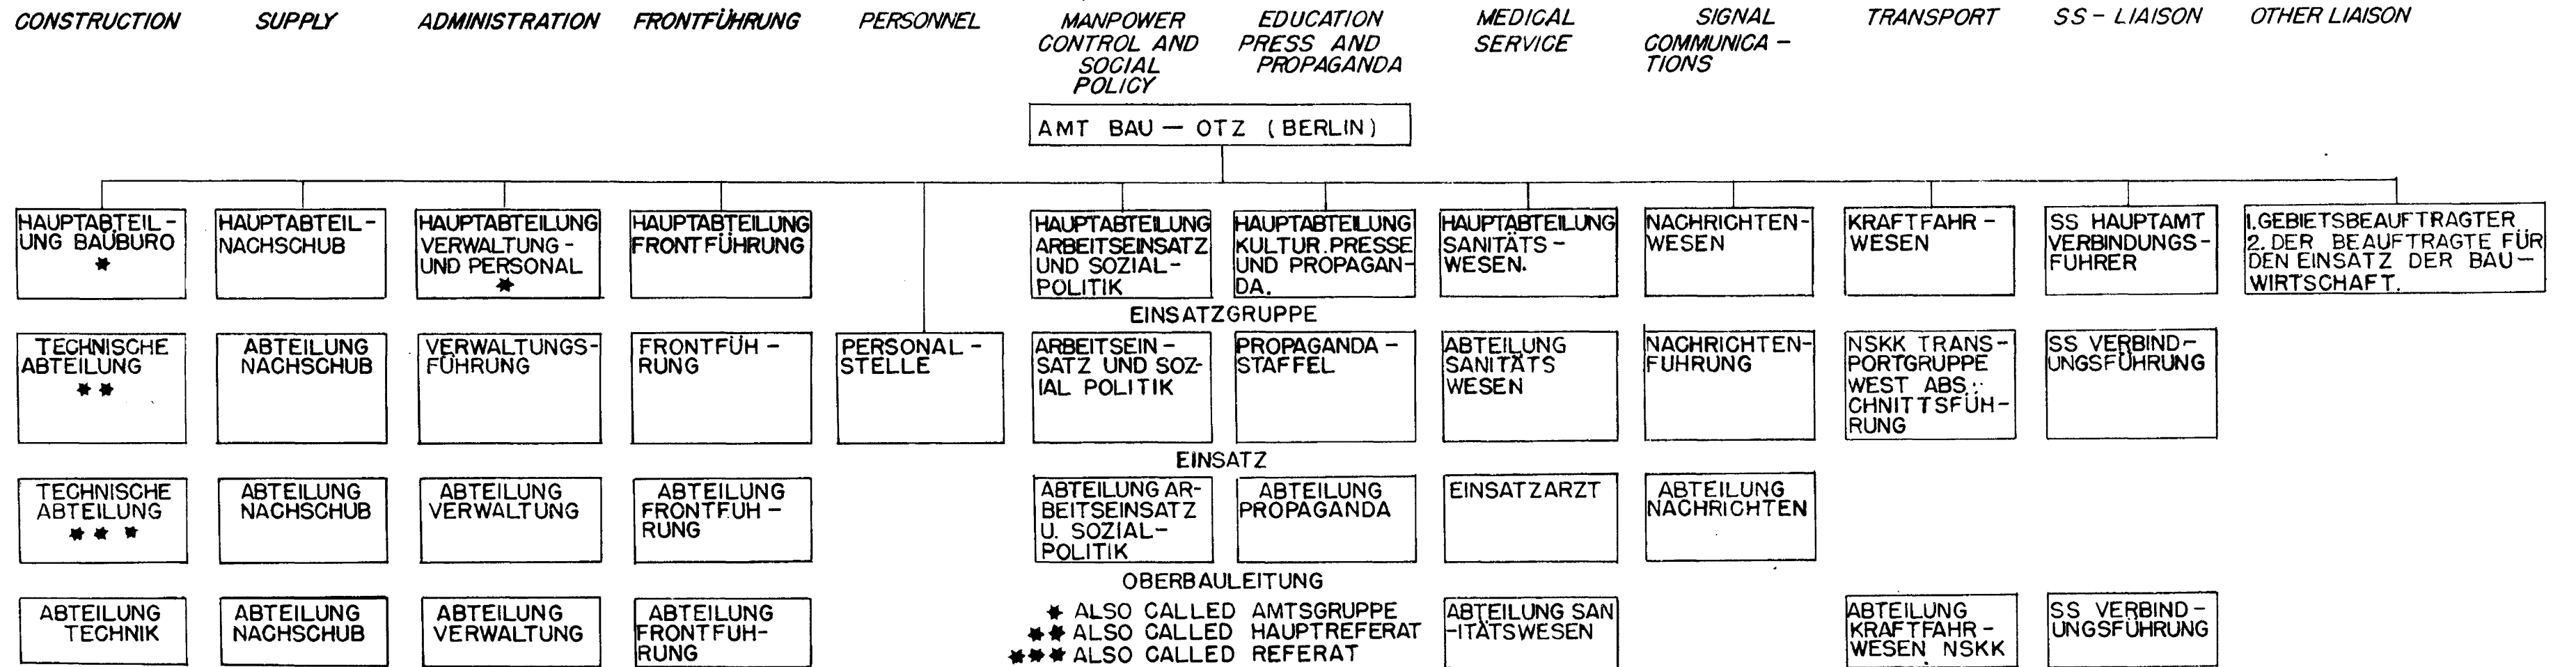 CONSTRUCTION
SUPPLY
ADMINISTRATION
FRONTFÜHRUNG
PERSONNEL
MANPOWER
CONTROL AND
SOCIAL
POLICY
EDUCATION
PRESS AND
PROPAGANDA
MEDICAL
SERVICE
SIGNAL
COMMUNICA-
TIONS
TRANSPORT
SS-LIAISON
OTHER LIAISON
AMT BAU — OTZ (BERLIN)
HAUPTABTEIL-
UNG BAÜBURO
*
HAUPTABTEIL-
NACHSCHUB
HAUPTABTEILUNG
VERWALTUNG-
UND PERSONAL
*
HAUPTABTEILUNG
FRONTFÜHRUNG
HAUPTABTEILUNG
ARBEITSEINSATZ
UND SOZIAL-
POLITIK
HAUPTABTEILUNG
KULTUR.PRESSE
UND PROPAGAN-
DA.
HAUPTABTEILUNG
SANITÄTS-
WESEN.
NACHRICHTEN-
WESEN
KRAFTFAHR-
WESEN
SS HAUPTAMT
VERBINDUNGS-
FUHRER
1.GEBIETSBEAUFTRAGTER
2. DER BEAUFTRAGTE FÜR
DEN EINSATZ DER BAU-
WIRTSCHAFT.
EINSATZGRUPPE
TECHNISCHE
ABTEILUNG
**
ABTEILUNG
NACHSCHUB
VERWALTUNGS-
FÜHRUNG
FRONTFÜH-
RUNG
PERSONAL-
STELLE
ARBEITSEIN-
SATZ UND SOZ-
IAL POLITIK
PROPAGANDA-
STAFFEL
ABTEILUNG
SANITÄTS
WESEN
NACHRICHTEN-
FUHRUNG
NSKK TRANS-
PORTGRUPPE
WEST ABS-
CHNITTSFÜH-
RUNG
SS VERBIND-
UNGSFÜHRUNG
EINSATZ
TECHNISCHE
ABTEILUNG
***
ABTEILUNG
NACHSCHUB
ABTEILUNG
VERWALTUNG
ABTEILUNG
FRONTFUH-
RUNG
ABTEILUNG AR-
BEITSEINSATZ
U. SOZIAL-
POLITIK
ABTEILUNG
PROPAGANDA
EINSATZARZT
ABTEILUNG
NACHRICHTEN
OBERBAULEITUNG
ABTEILUNG
TECHNIK
ABTEILUNG
NACHSCHUB
ABTEILUNG
VERWALTUNG
ABTEILUNG
FRONTFUH-
RUNG
* ALSO CALLED AMTSGRUPPE
** ALSO CALLED HAUPTREFERAT
*** ALSO CALLED REFERAT
ABTEILUNG SAN
-ITÄTSWESEN
ABTEILUNG
KRAFTFAHR-
WESEN NSKK
SS VERBIND-
UNGSFÜHRUNG